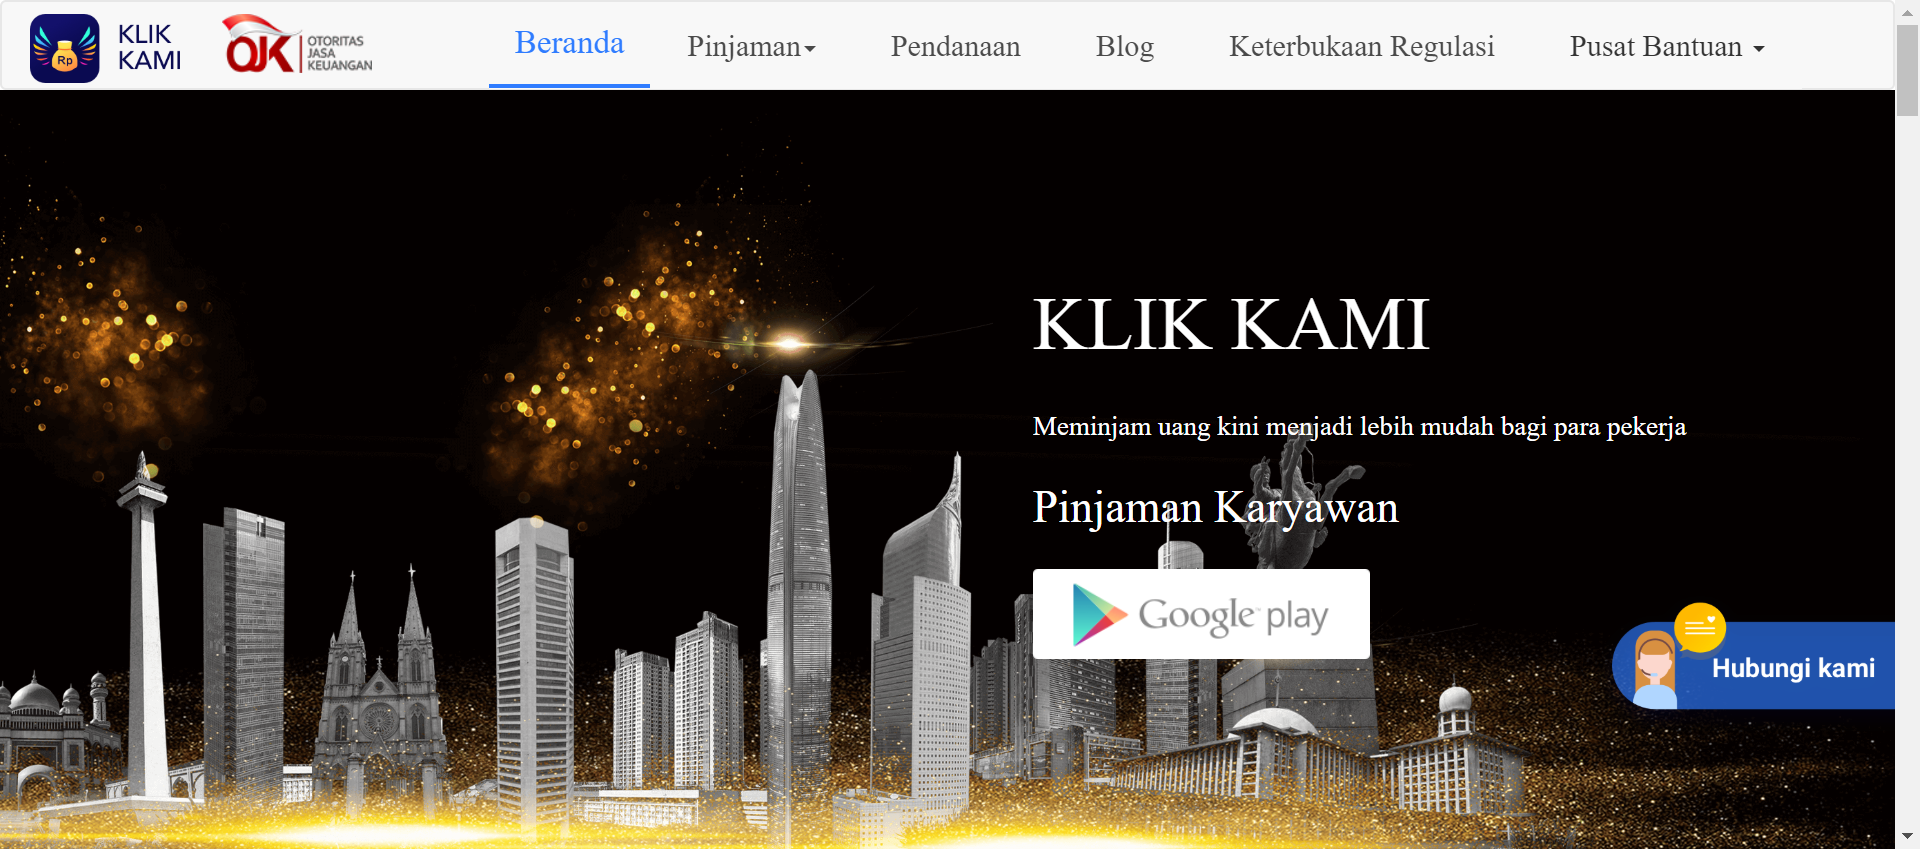 KLIK
KAMI
OJK
OTORITAS
JASA
KEUANGAN
Beranda
Pinjaman
Pendanaan
Blog
Keterbukaan Regulasi
Pusat Bantuan
Rp
KLIK KAMI
Meminjam uang kini menjadi lebih mudah bagi para pekerja
Pinjaman Karyawan
Google play
Hubungi kami